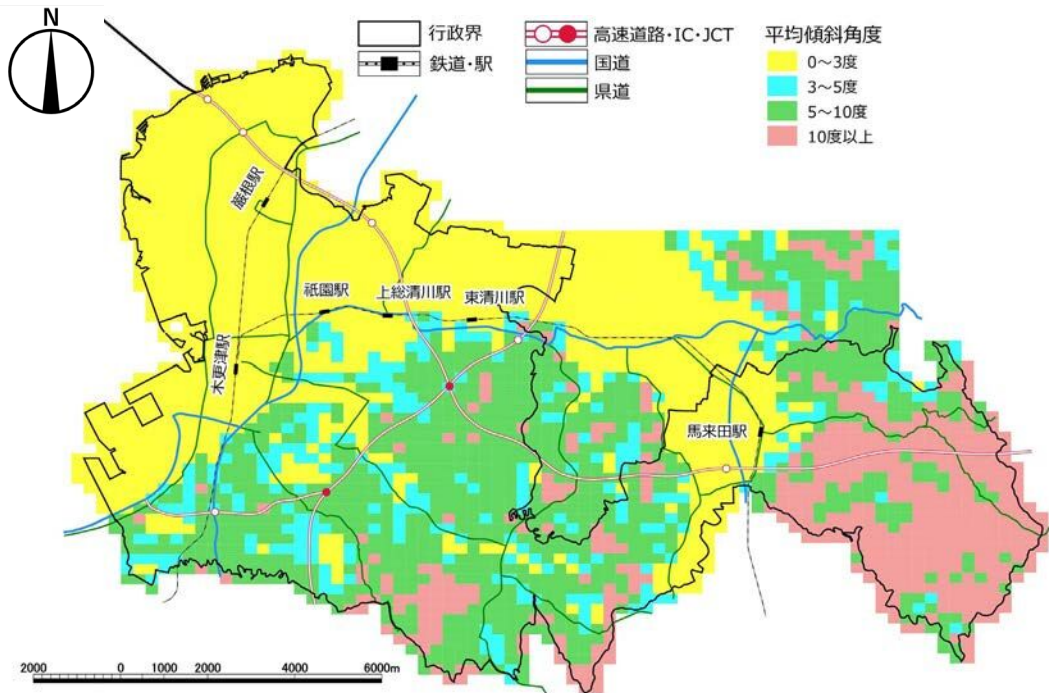 N
行政界
鉄道・駅
高速道路・IC・JCT
国道
県道
平均傾斜角度
0～3度
3～5度
5～10度
10度以上
巌根駅
祇園駅
上総清川駅
東清川駅
木更津駅
馬来田駅
2000 0 2000 4000 6000m